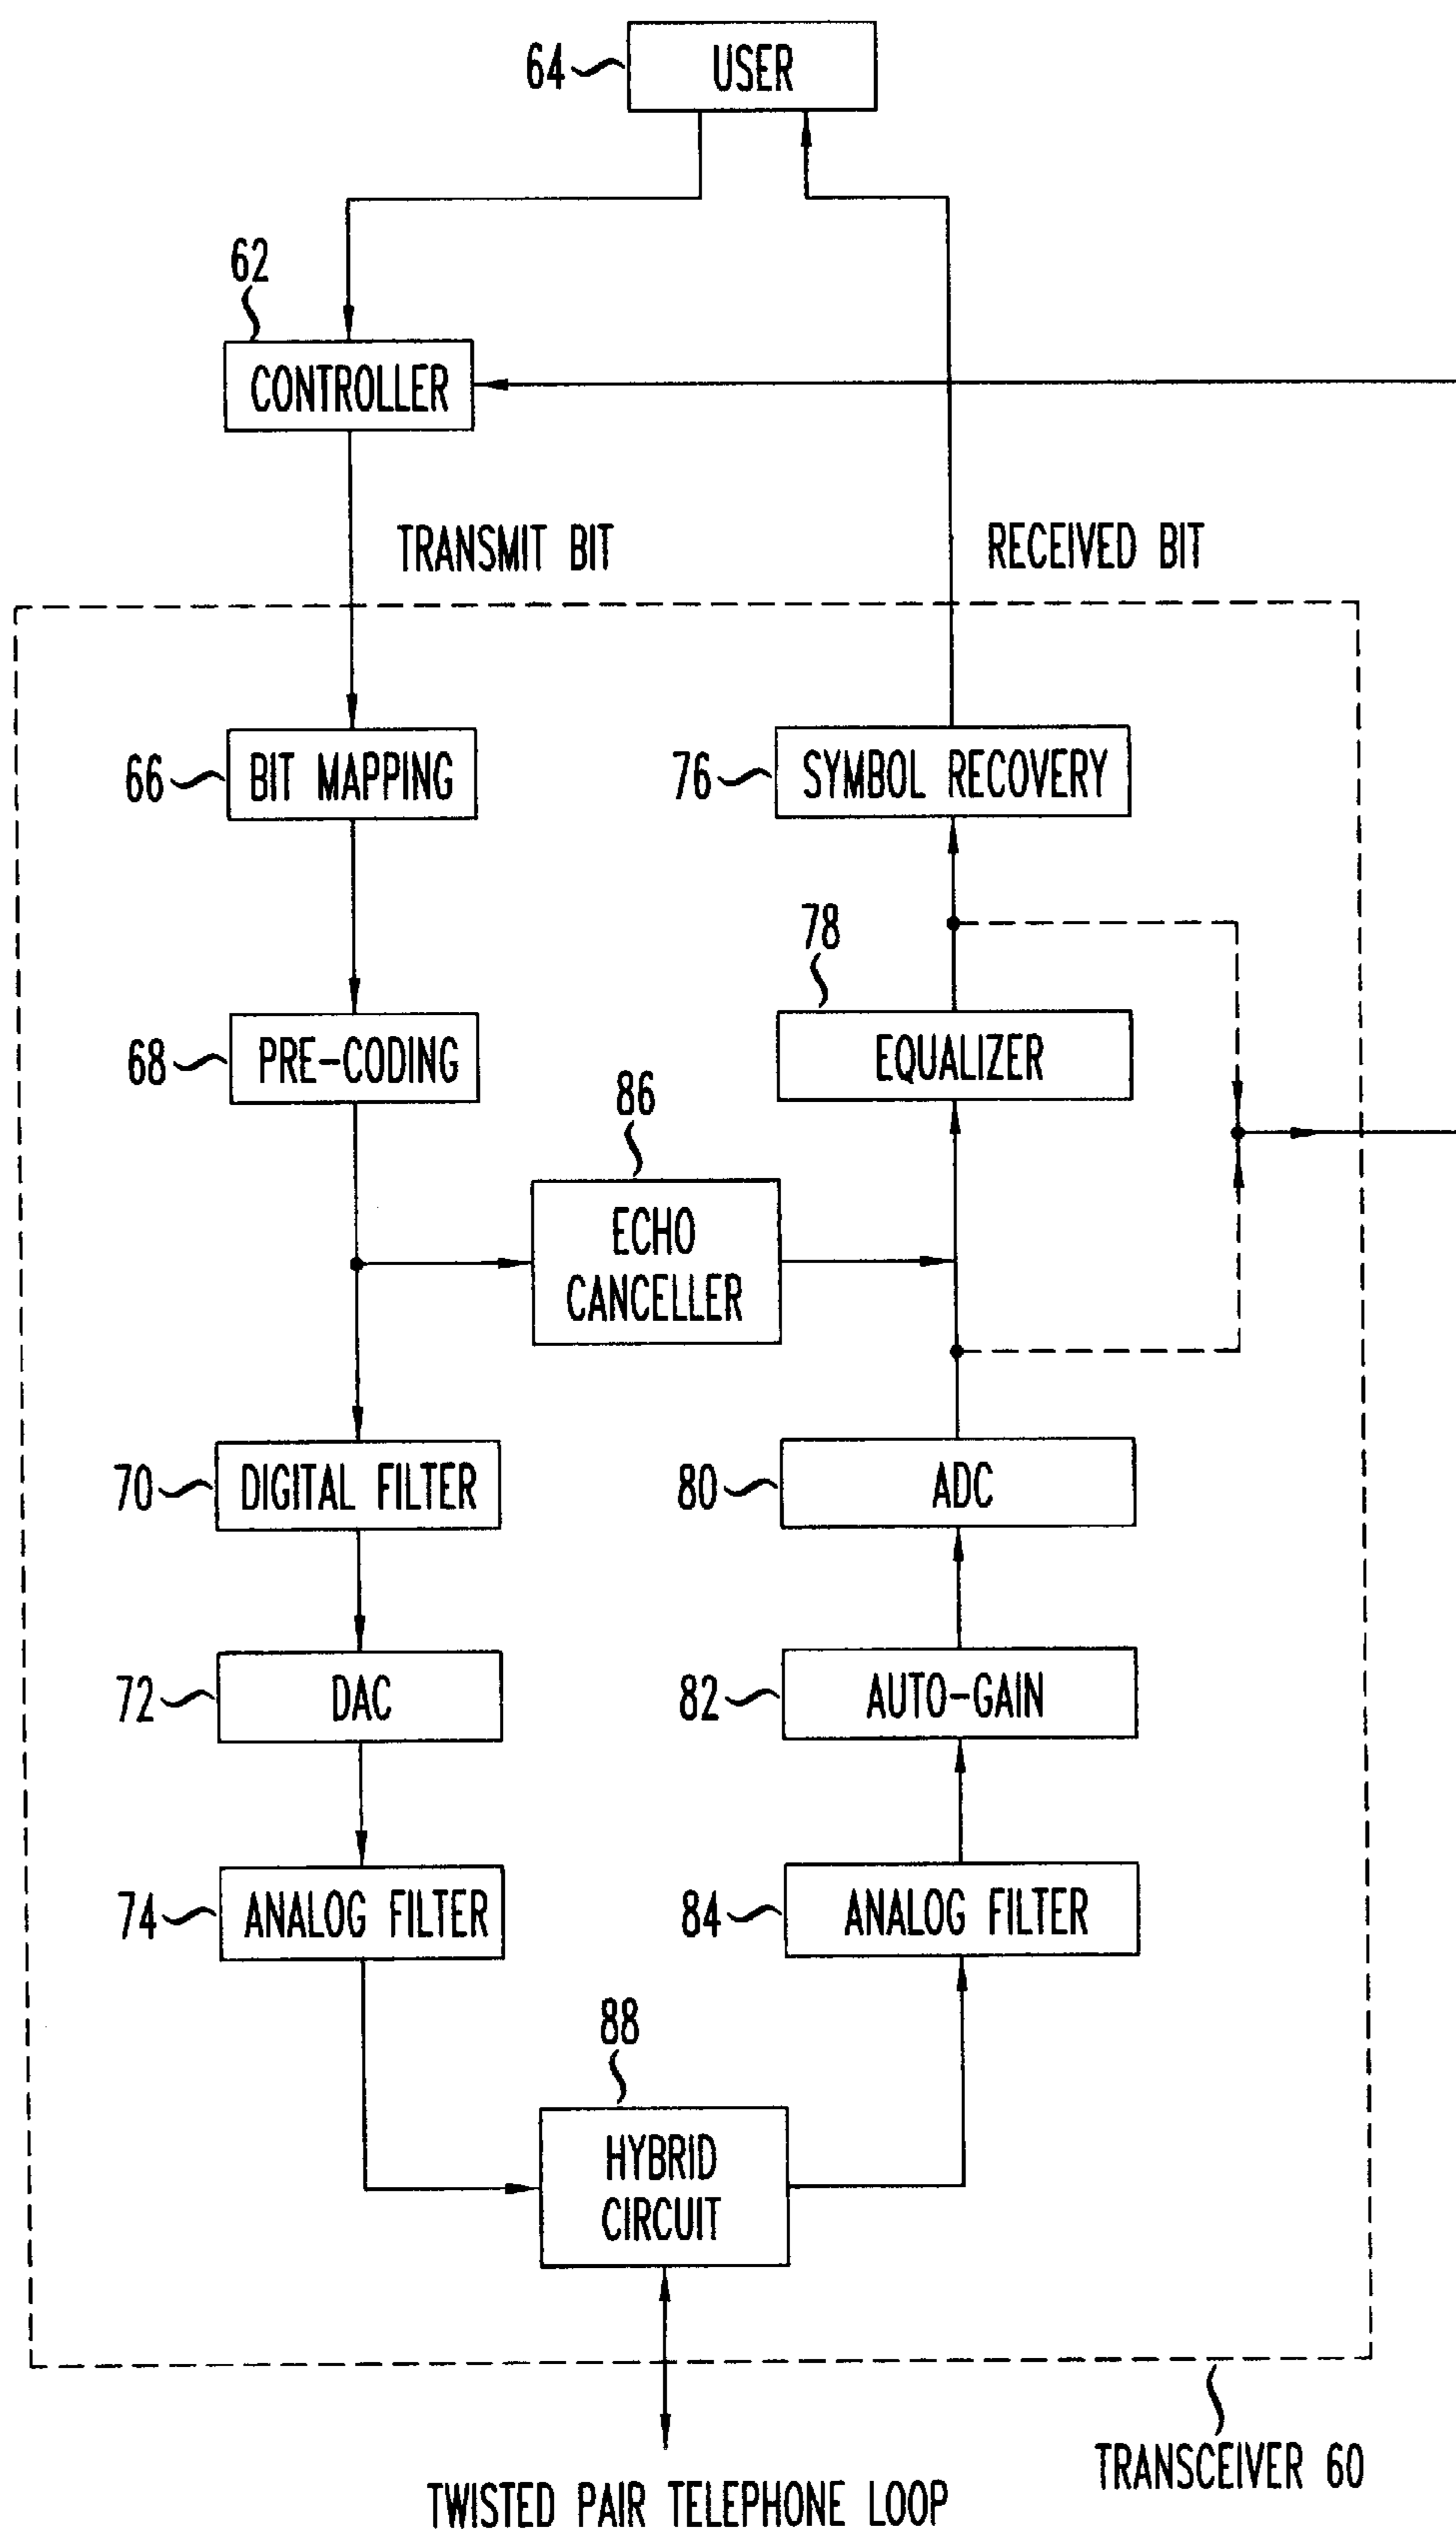 64
USER
62
CONTROLLER
TRANSMIT BIT
RECEIVED BIT
66
BIT MAPPING
76
SYMBOL RECOVERY
78
68
PRE-CODING
EQUALIZER
86
ECHO
CANCELLER
70
DIGITAL FILTER
80
ADC
72
DAC
82
AUTO-GAIN
74
ANALOG FILTER
84
ANALOG FILTER
88
HYBRID
CIRCUIT
TRANSCEIVER 60
TWISTED PAIR TELEPHONE LOOP